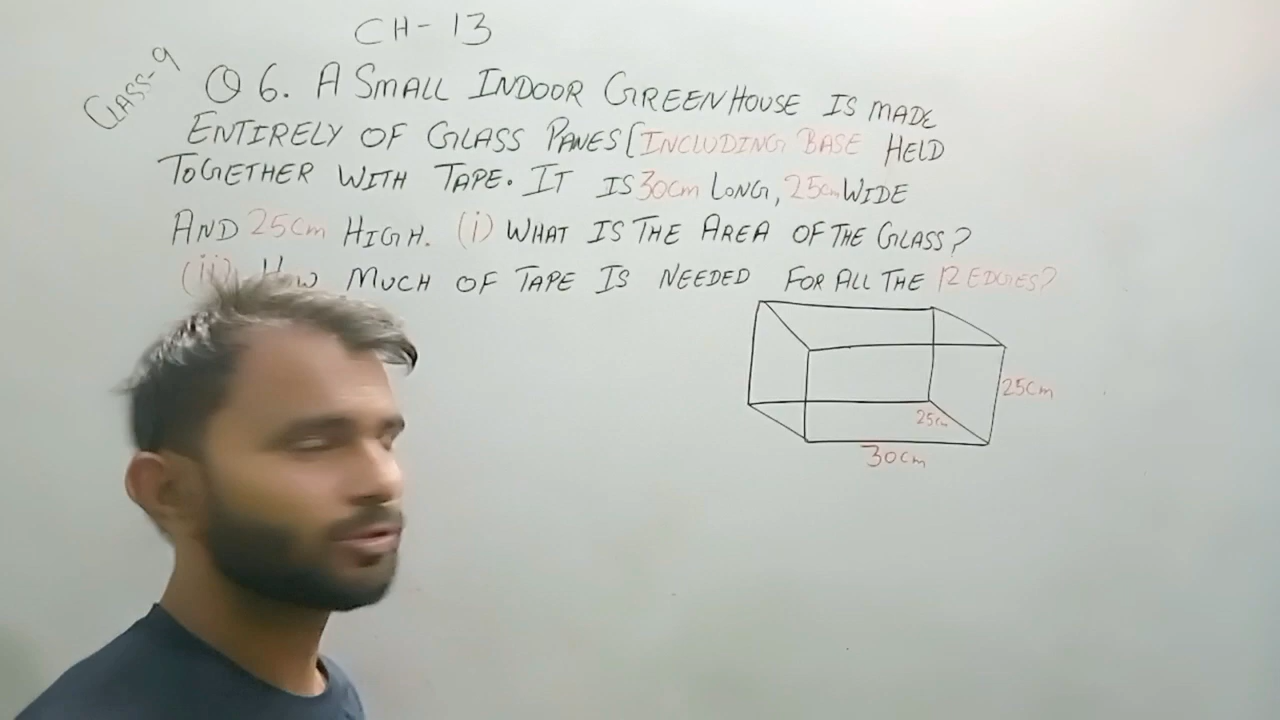 CH- 13
CLASS-9
Q 6. A SMALL INDOOR GREENHOUSE IS MADE
ENTIRELY OF GLASS PANES[INCLUDING BASE HELD
TOGETHER WITH TAPE. IT IS 30cm LONG, 25cm WIDE
AND 25cm HIGH. (i) WHAT IS THE AREA OF THE GLASS?
(ii) HOW MUCH OF TAPE IS NEEDED FOR ALL THE 12 EDGES?
25cm
25cm
30cm